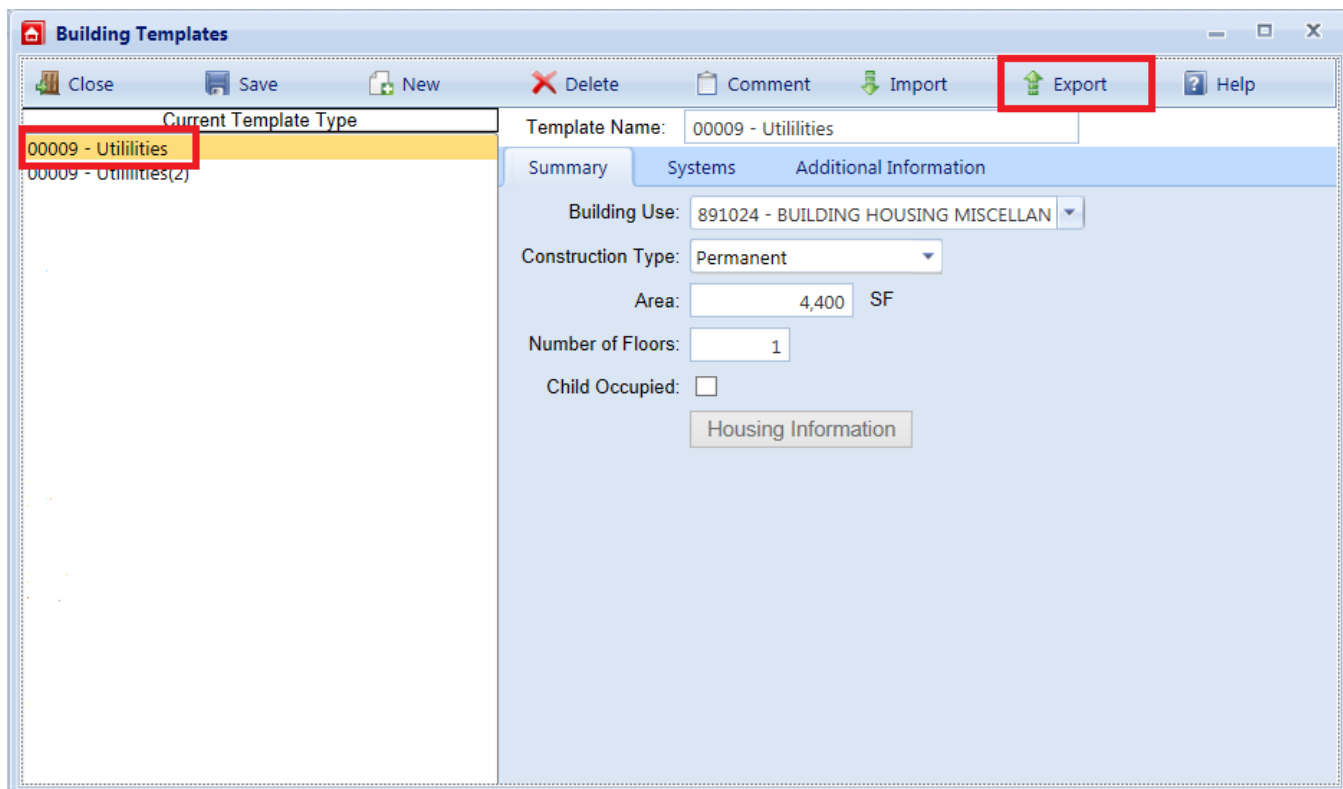 Building Templates
Close Save New Delete Comment Import Export Help
Current Template Type
00009 - Utililities
00009 - Utililities(2)
Template Name: 00009 - Utililities
Summary Systems Additional Information
Building Use: 891024 - BUILDING HOUSING MISCELLAN
Construction Type: Permanent
Area: 4,400 SF
Number of Floors: 1
Child Occupied:
Housing Information